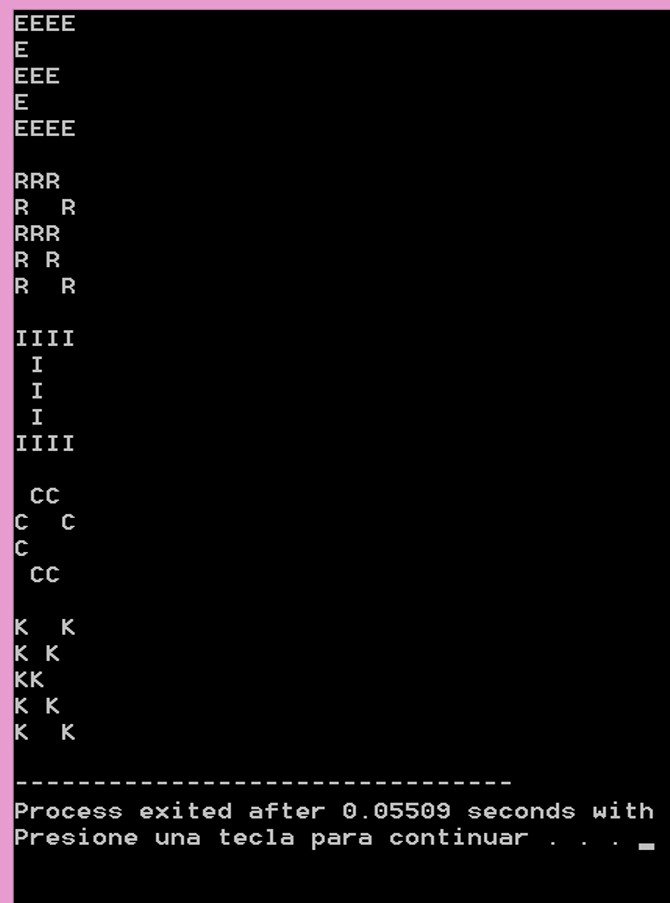 EEEE
E
EEE
E
EEEE

RRR
R  R
RRR
R R
R  R

IIII
 I
 I
 I
IIII

 CC
C  C
C
 CC

K  K
K K
KK
K K
K  K

--------------------------------
Process exited after 0.05509 seconds with
Presione una tecla para continuar . . .